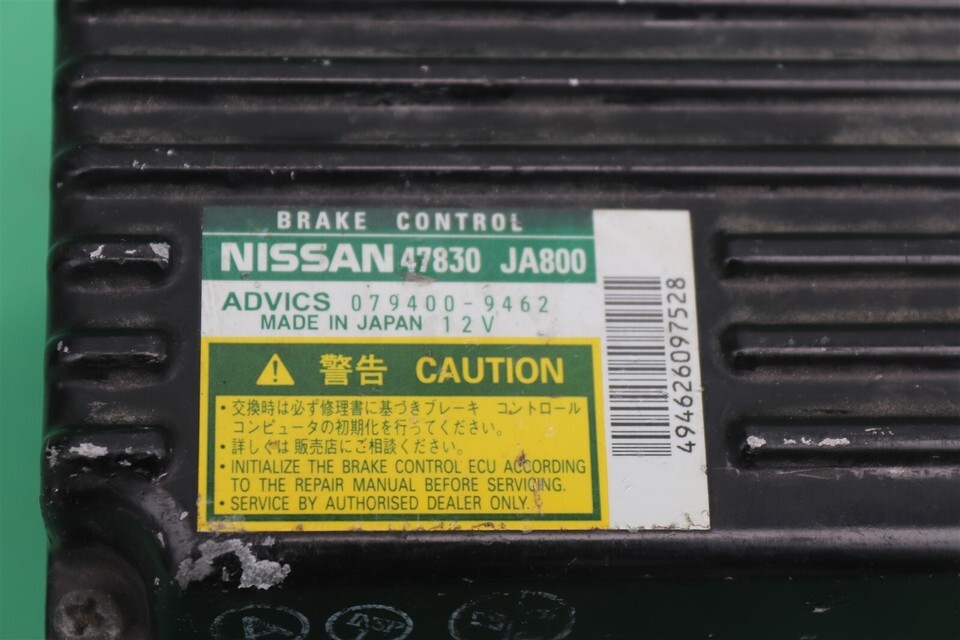 BRAKE CONTROL
NISSAN 47830 JA800
ADVICS 079400-9462
MADE IN JAPAN 12V
警告 CAUTION
・交換時は必ず修理書に基づきブレーキ コントロール
コンピュータの初期化を行ってください。
・詳しくは販売店にご相談ください。
・INITIALIZE THE BRAKE CONTROL ECU ACCORDING
TO THE REPAIR MANUAL BEFORE SERVICING.
・SERVICE BY AUTHORISED DEALER ONLY.
494626097528